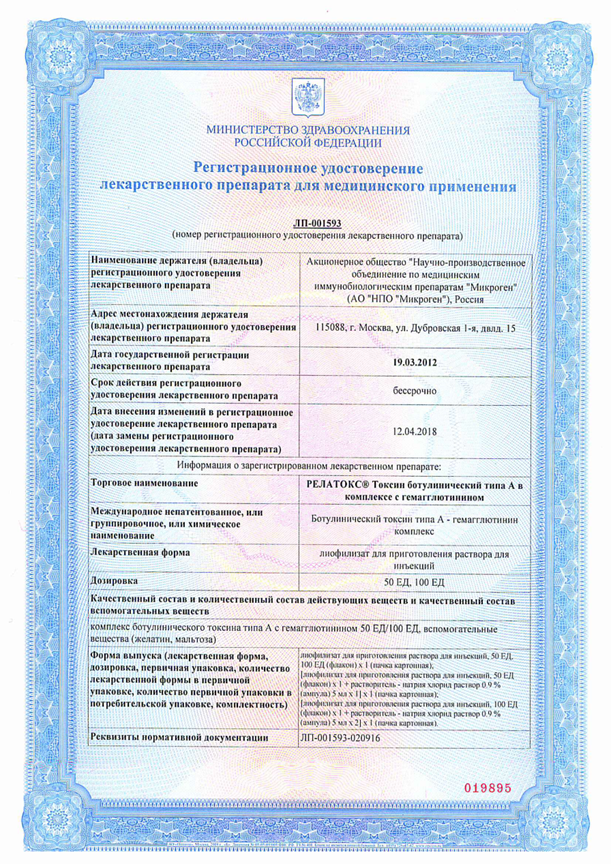 МИНИСТЕРСТВО ЗДРАВООХРАНЕНИЯ
РОССИЙСКОЙ ФЕДЕРАЦИИ
Регистрационное удостоверение
лекарственного препарата для медицинского применения
ЛП-001593
(номер регистрационного удостоверения лекарственного препарата)
Наименование держателя (владельца)
регистрационного удостоверения
лекарственного препарата
Акционерное общество "Научно-производственное
объединение по медицинским
иммунобиологическим препаратам "Микроген"
(АО "НПО "Микроген"), Россия
Адрес местонахождения держателя
(владельца) регистрационного удостоверения
лекарственного препарата
115088, г. Москва, ул. Дубровская 1-я, двлд. 15
Дата государственной регистрации
лекарственного препарата
19.03.2012
Срок действия регистрационного
удостоверения лекарственного препарата
бессрочно
Дата внесения изменений в регистрационное
удостоверение лекарственного препарата
(дата замены регистрационного
удостоверения лекарственного препарата)
12.04.2018
Информация о зарегистрированном лекарственном препарате:
Торговое наименование
РЕЛАТОКС® Токсин ботулинический типа А в
комплексе с гемагглютинином
Международное непатентованное, или
группировочное, или химическое
наименование
Ботулинический токсин типа А - гемагглютинин
комплекс
Лекарственная форма
лиофилизат для приготовления раствора для
инъекций
Дозировка
50 ЕД, 100 ЕД
Качественный состав и количественный состав действующих веществ и качественный состав
вспомогательных веществ
комплекс ботулинического токсина типа А с гемагглютинином 50 ЕД/100 ЕД, вспомогательные
вещества (желатин, мальтоза)
Форма выпуска (лекарственная форма,
дозировка, первичная упаковка, количество
лекарственной формы в первичной
упаковке, количество первичной упаковки в
потребительской упаковке, комплектность)
лиофилизат для приготовления раствора для инъекций, 50 ЕД,
100 ЕД (флакон) x 1 (пачка картонная);
[лиофилизат для приготовления раствора для инъекций, 50 ЕД
(флакон) x 1 + растворитель - натрия хлорид раствор 0.9 %
(ампула) 5 мл x 1] x 1 (пачка картонная);
[лиофилизат для приготовления раствора для инъекций, 100 ЕД
(флакон) x 1 + растворитель - натрия хлорид раствор 0.9 %
(ампула) 5 мл x 2] x 1 (пачка картонная).
Реквизиты нормативной документации
ЛП-001593-020916
019895